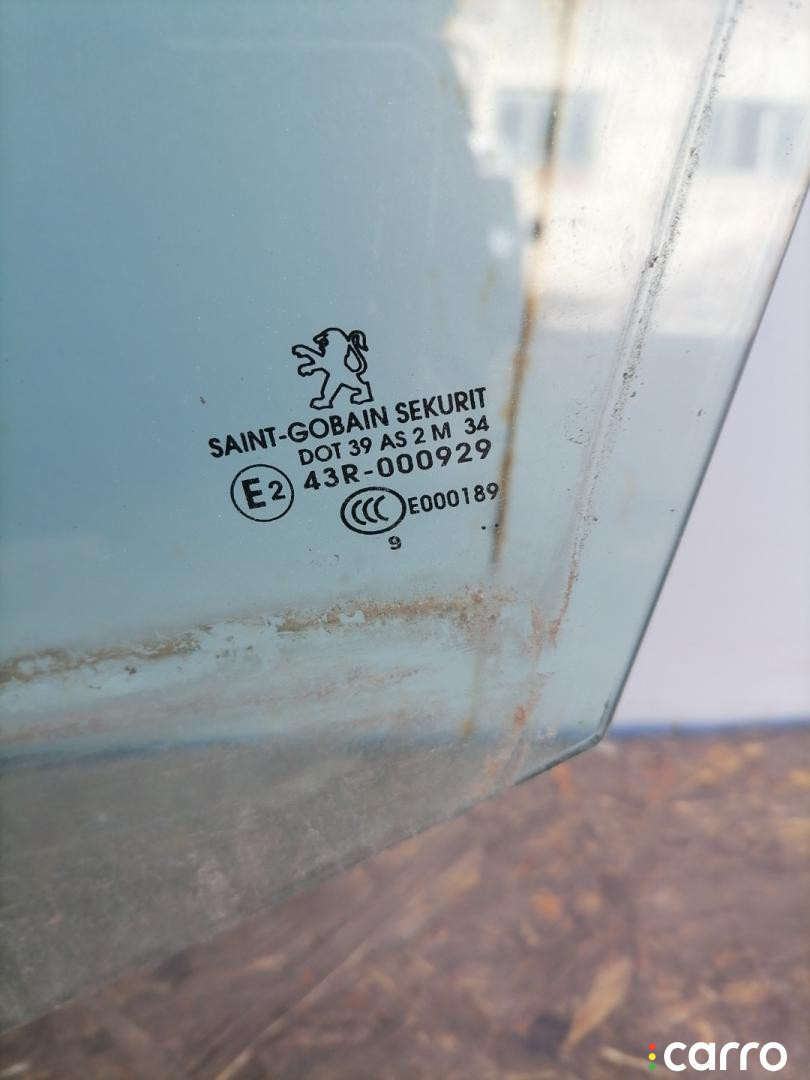 SAINT-GOBAIN SEKURIT
DOT 39 AS 2 M 34
E2 43R-000929
CCC E000189
9
carro